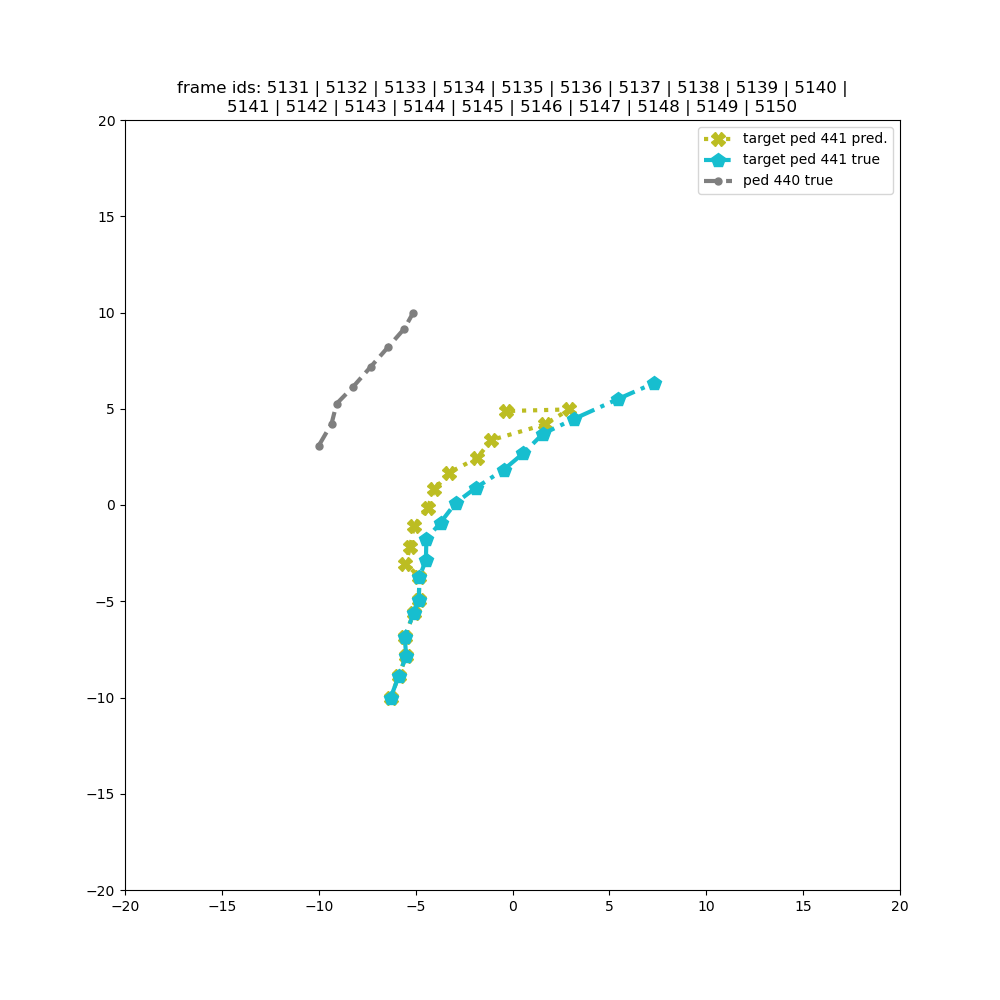 frame ids: 5131 | 5132 | 5133 | 5134 | 5135 | 5136 | 5137 | 5138 | 5139 | 5140 |
5141 | 5142 | 5143 | 5144 | 5145 | 5146 | 5147 | 5148 | 5149 | 5150
target ped 441 pred.
target ped 441 true
ped 440 true
20
15
10
5
0
−5
−10
−15
−20
−20 −15 −10 −5 0 5 10 15 20